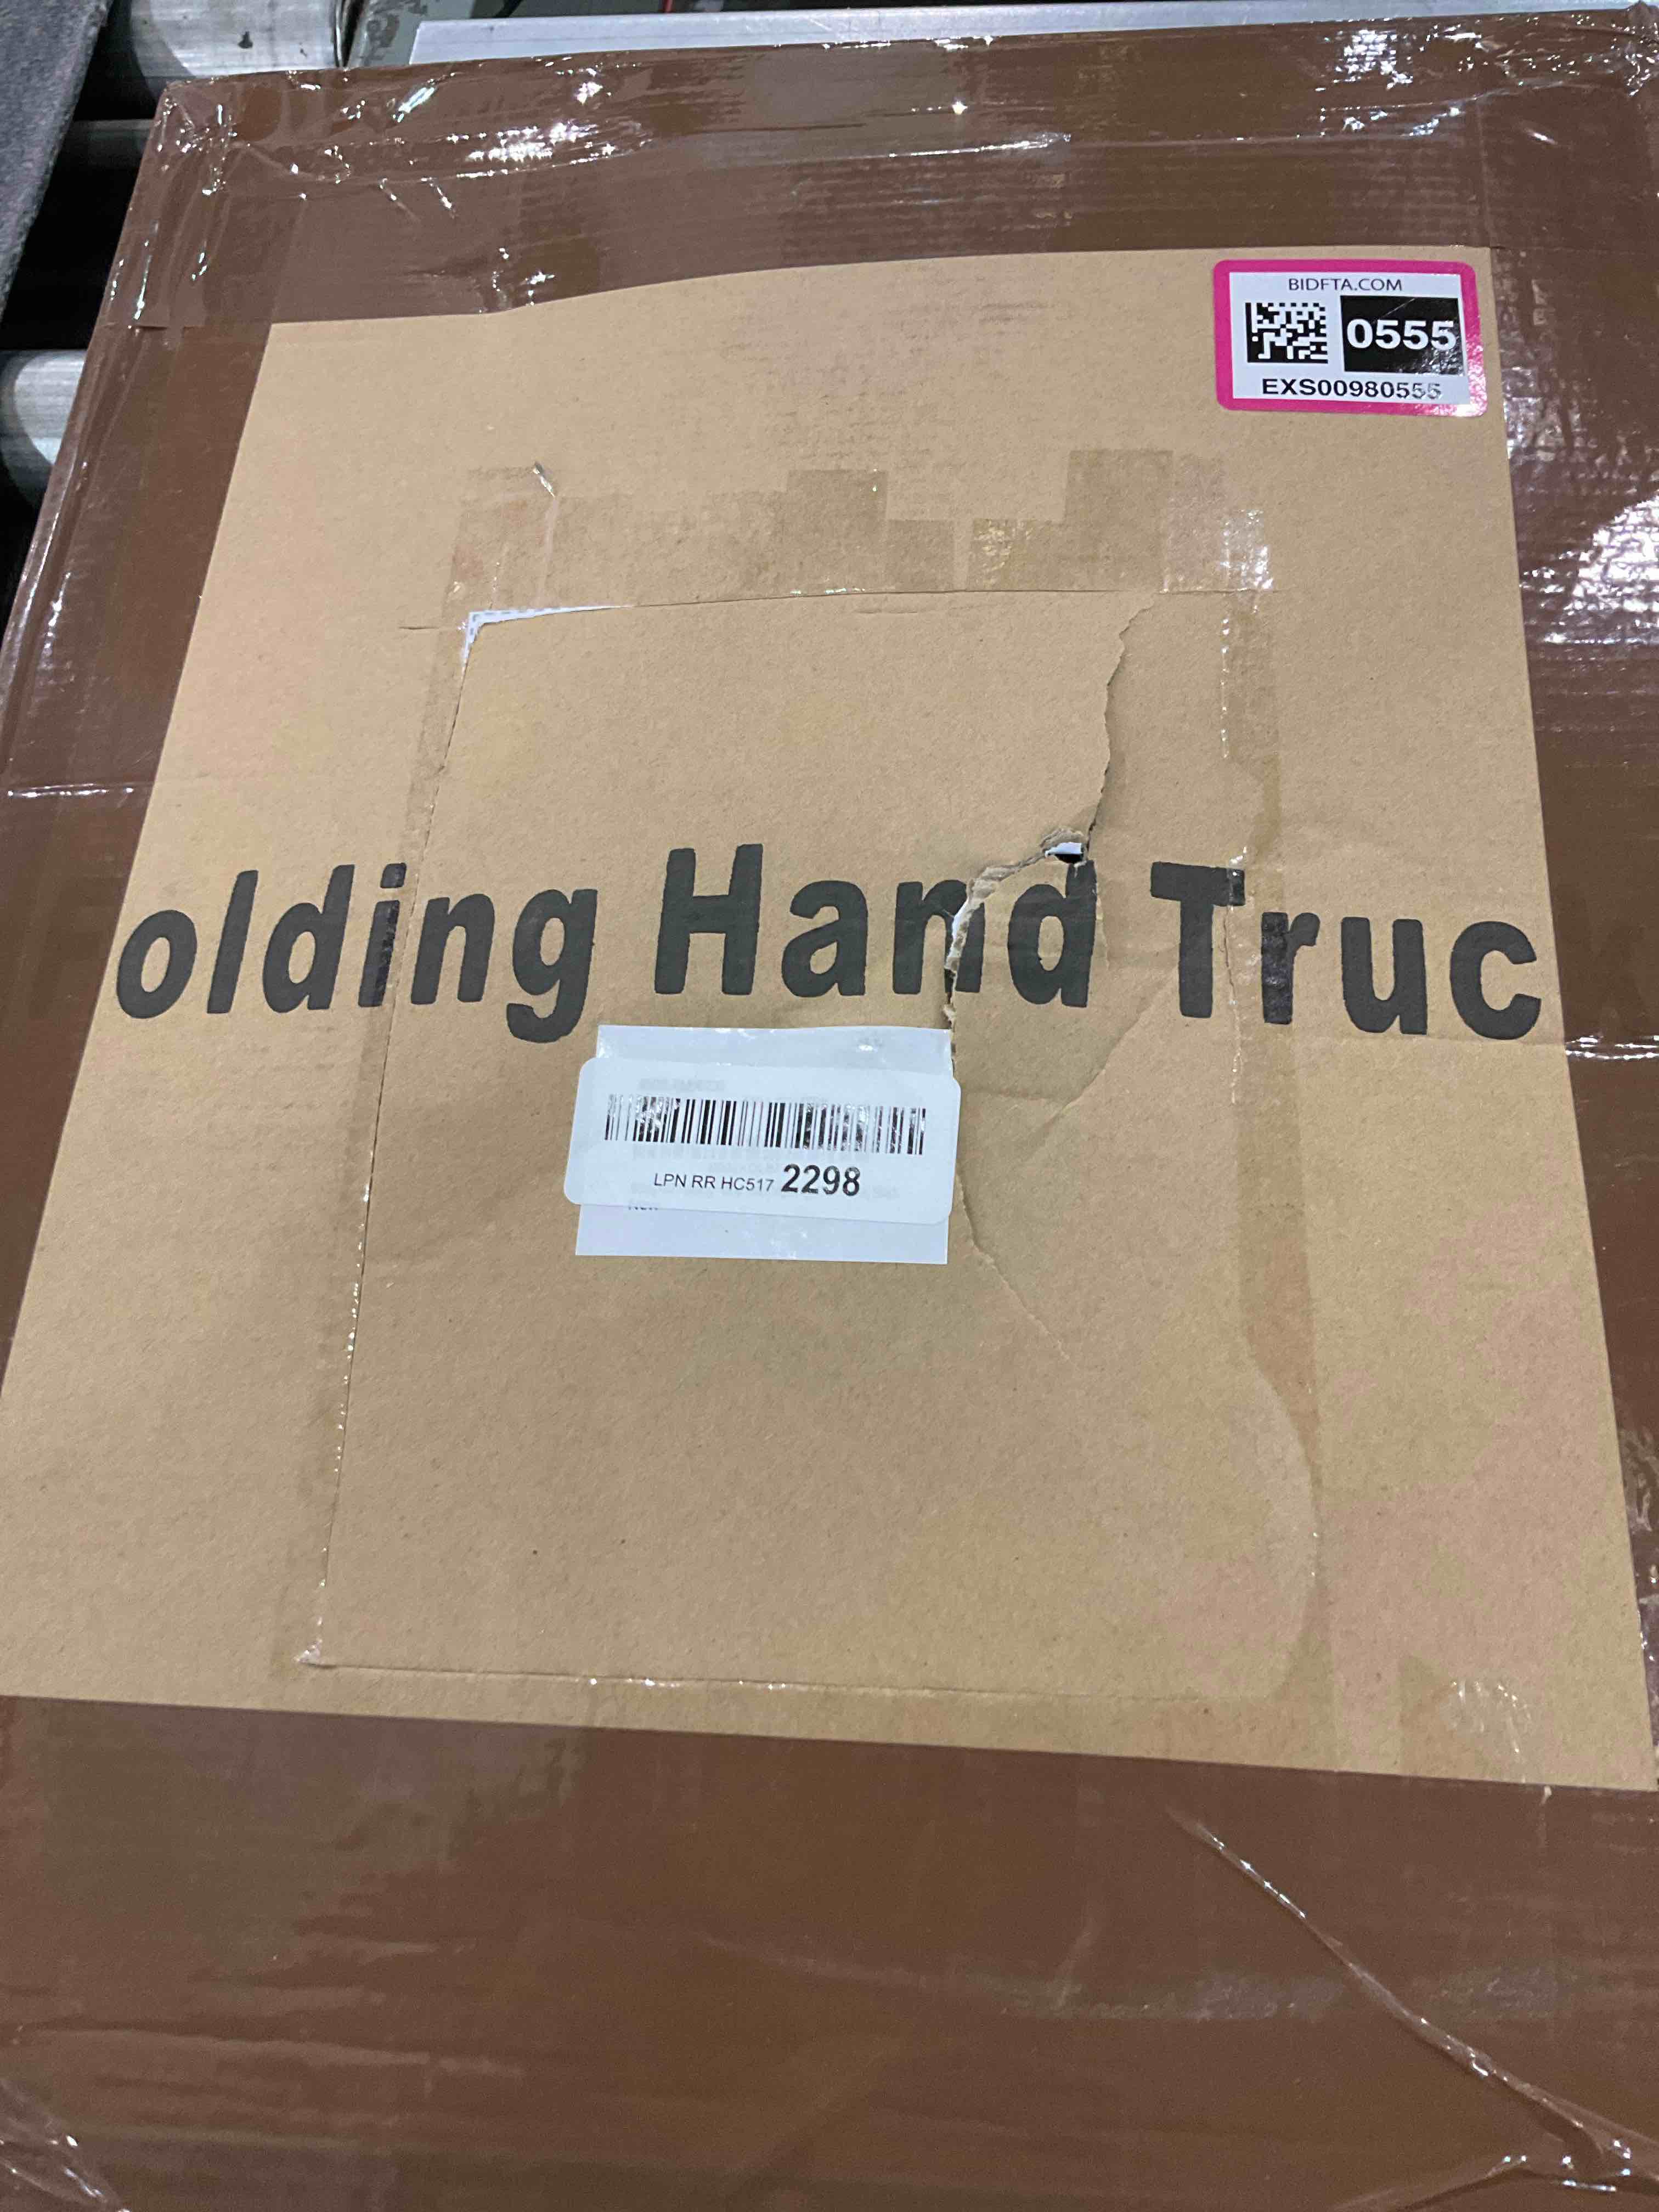 BIDFTA.COM
0555
EXS00980555
olding Hand Truc
LPN RR HC517 2298